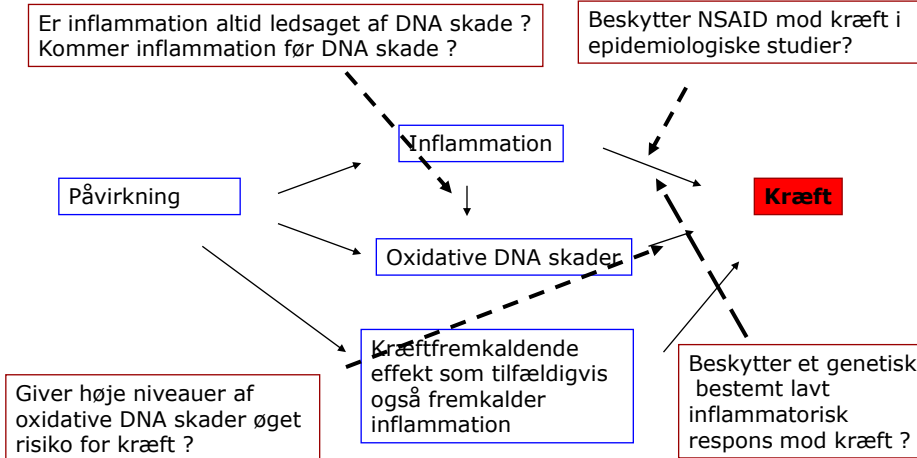 Er inflammation altid ledsaget af DNA skade ?
Kommer inflammation før DNA skade ?
Beskytter NSAID mod kræft i
epidemiologiske studier?
Inflammation
Påvirkning
Kræft
Oxidative DNA skader
Kræftfremkaldende
effekt som tilfældigvis
også fremkalder
inflammation
Giver høje niveauer af
oxidative DNA skader øget
risiko for kræft ?
Beskytter et genetisk
bestemt lavt
inflammatorisk
respons mod kræft ?